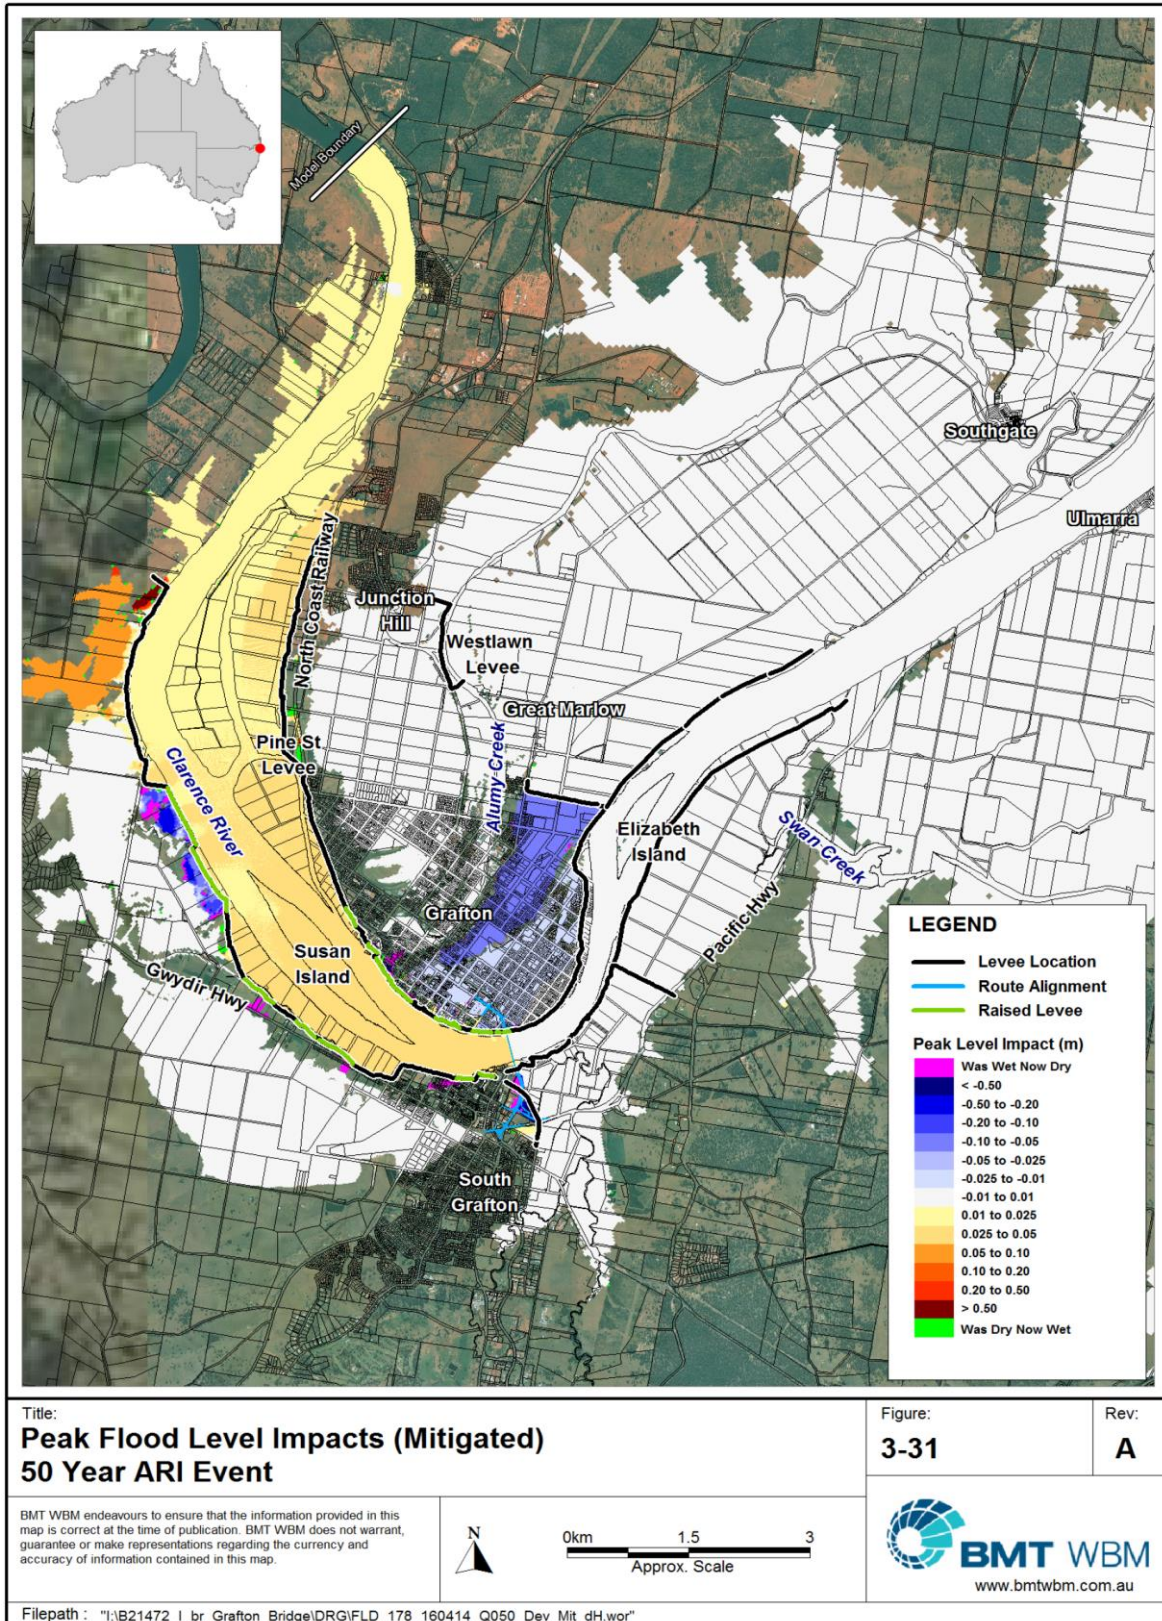 Model Boundary
Southgate
Ulmarra
North Coast Railway
Junction
Hill
Westlawn
Levee
Great Marlow
Alumy Creek
Pine St
Levee
Clarence River
Elizabeth
Island
Swan Creek
Pacific Hwy
Grafton
Susan
Island
Gwydir Hwy
South
Grafton
LEGEND
Levee Location
Route Alignment
Raised Levee
Peak Level Impact (m)
Was Wet Now Dry
< -0.50
-0.50 to -0.20
-0.20 to -0.10
-0.10 to -0.05
-0.05 to -0.025
-0.025 to -0.01
-0.01 to 0.01
0.01 to 0.025
0.025 to 0.05
0.05 to 0.10
0.10 to 0.20
0.20 to 0.50
> 0.50
Was Dry Now Wet
Title:
Peak Flood Level Impacts (Mitigated)
50 Year ARI Event
Figure:
3-31
Rev:
A
BMT WBM endeavours to ensure that the information provided in this
map is correct at the time of publication. BMT WBM does not warrant,
guarantee or make representations regarding the currency and
accuracy of information contained in this map.
N
0km 1.5 3
Approx. Scale
BMT WBM
www.bmtwbm.com.au
Filepath : "I:\B21472_I_br_Grafton_Bridge\DRG\FLD_178_160414_Q050_Dev_Mit_dH.wor"